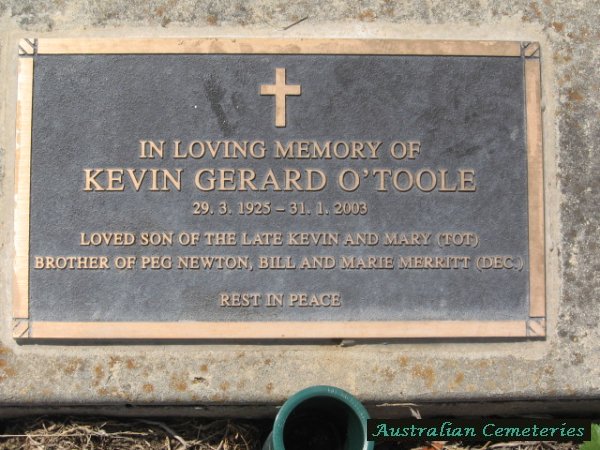 IN LOVING MEMORY OF
KEVIN GERARD O'TOOLE
29. 3. 1925 – 31. 1. 2003
LOVED SON OF THE LATE KEVIN AND MARY (TOT)
BROTHER OF PEG NEWTON, BILL AND MARIE MERRITT (DEC.)
REST IN PEACE
Australian Cemeteries